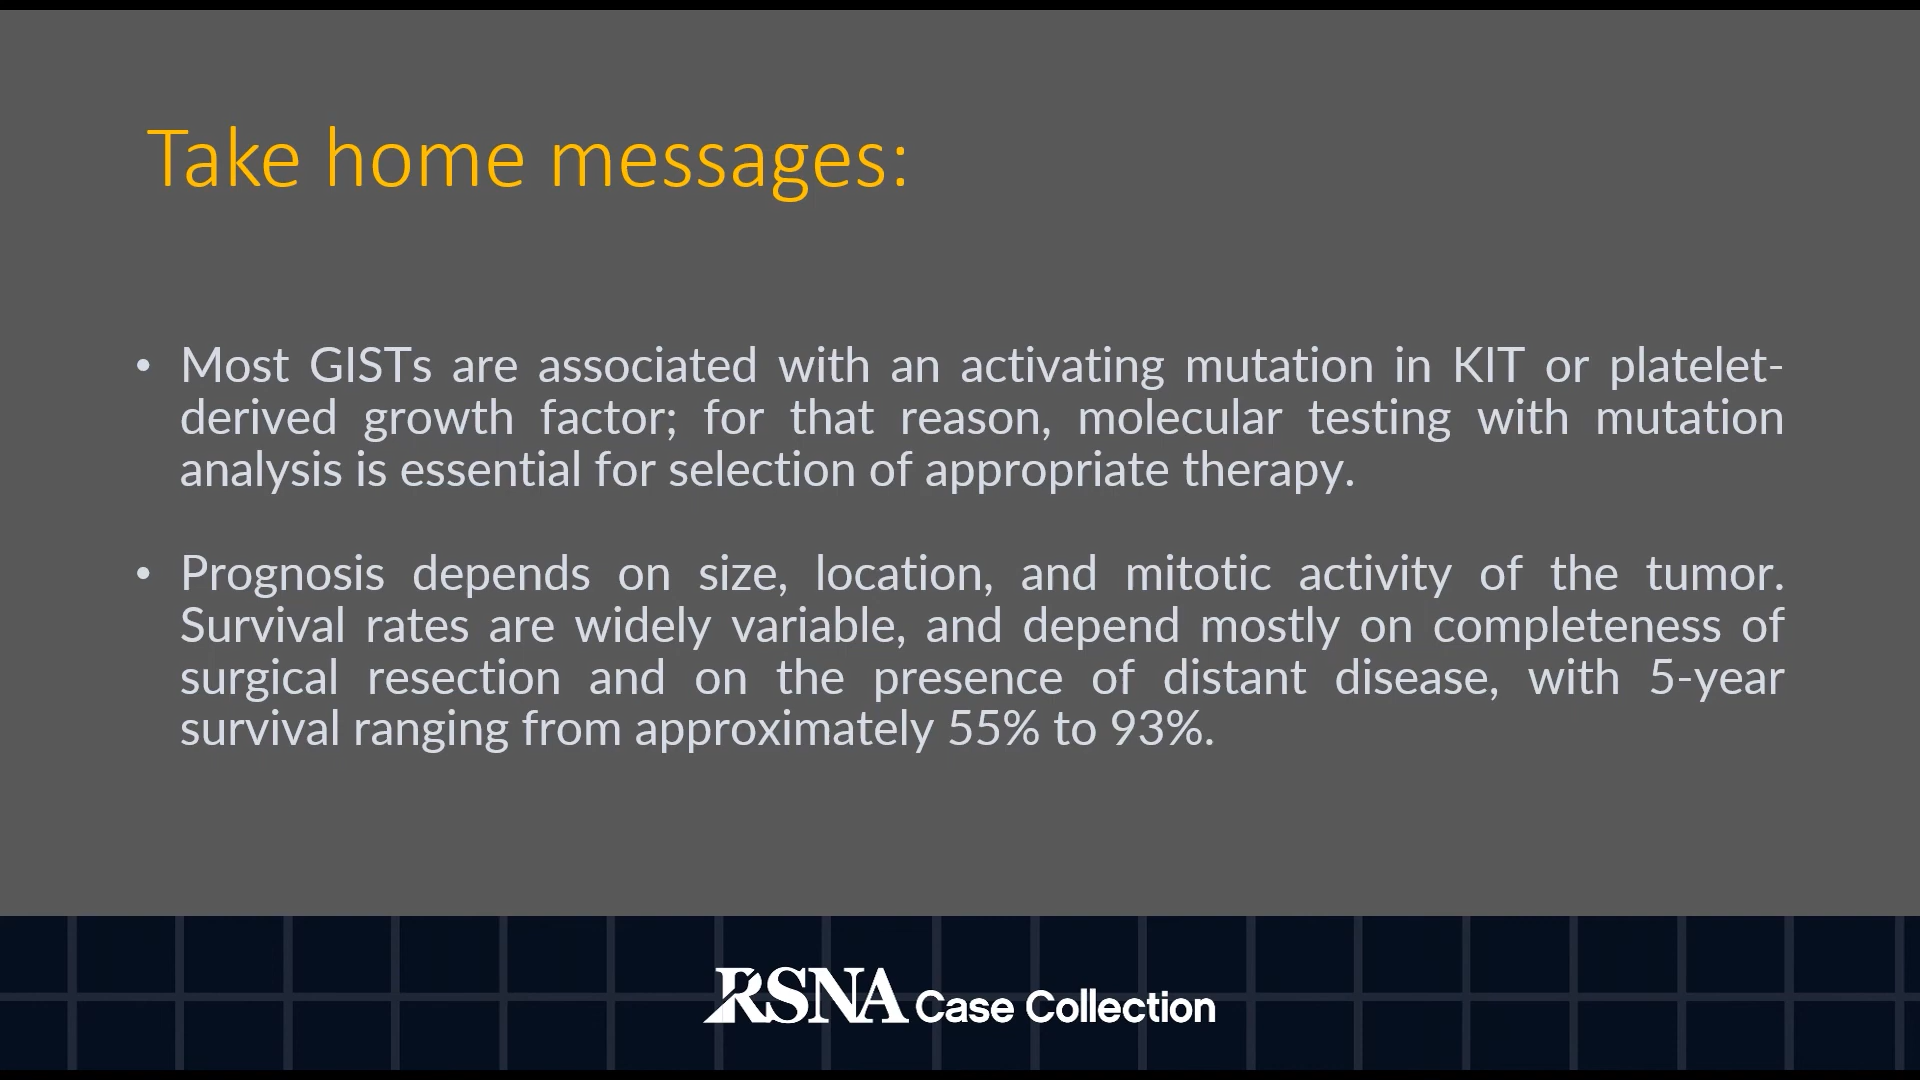 Take home messages:
• Most GISTs are associated with an activating mutation in KIT or platelet-
derived growth factor; for that reason, molecular testing with mutation
analysis is essential for selection of appropriate therapy.
• Prognosis depends on size, location, and mitotic activity of the tumor.
Survival rates are widely variable, and depend mostly on completeness of
surgical resection and on the presence of distant disease, with 5-year
survival ranging from approximately 55% to 93%.
RSNA Case Collection